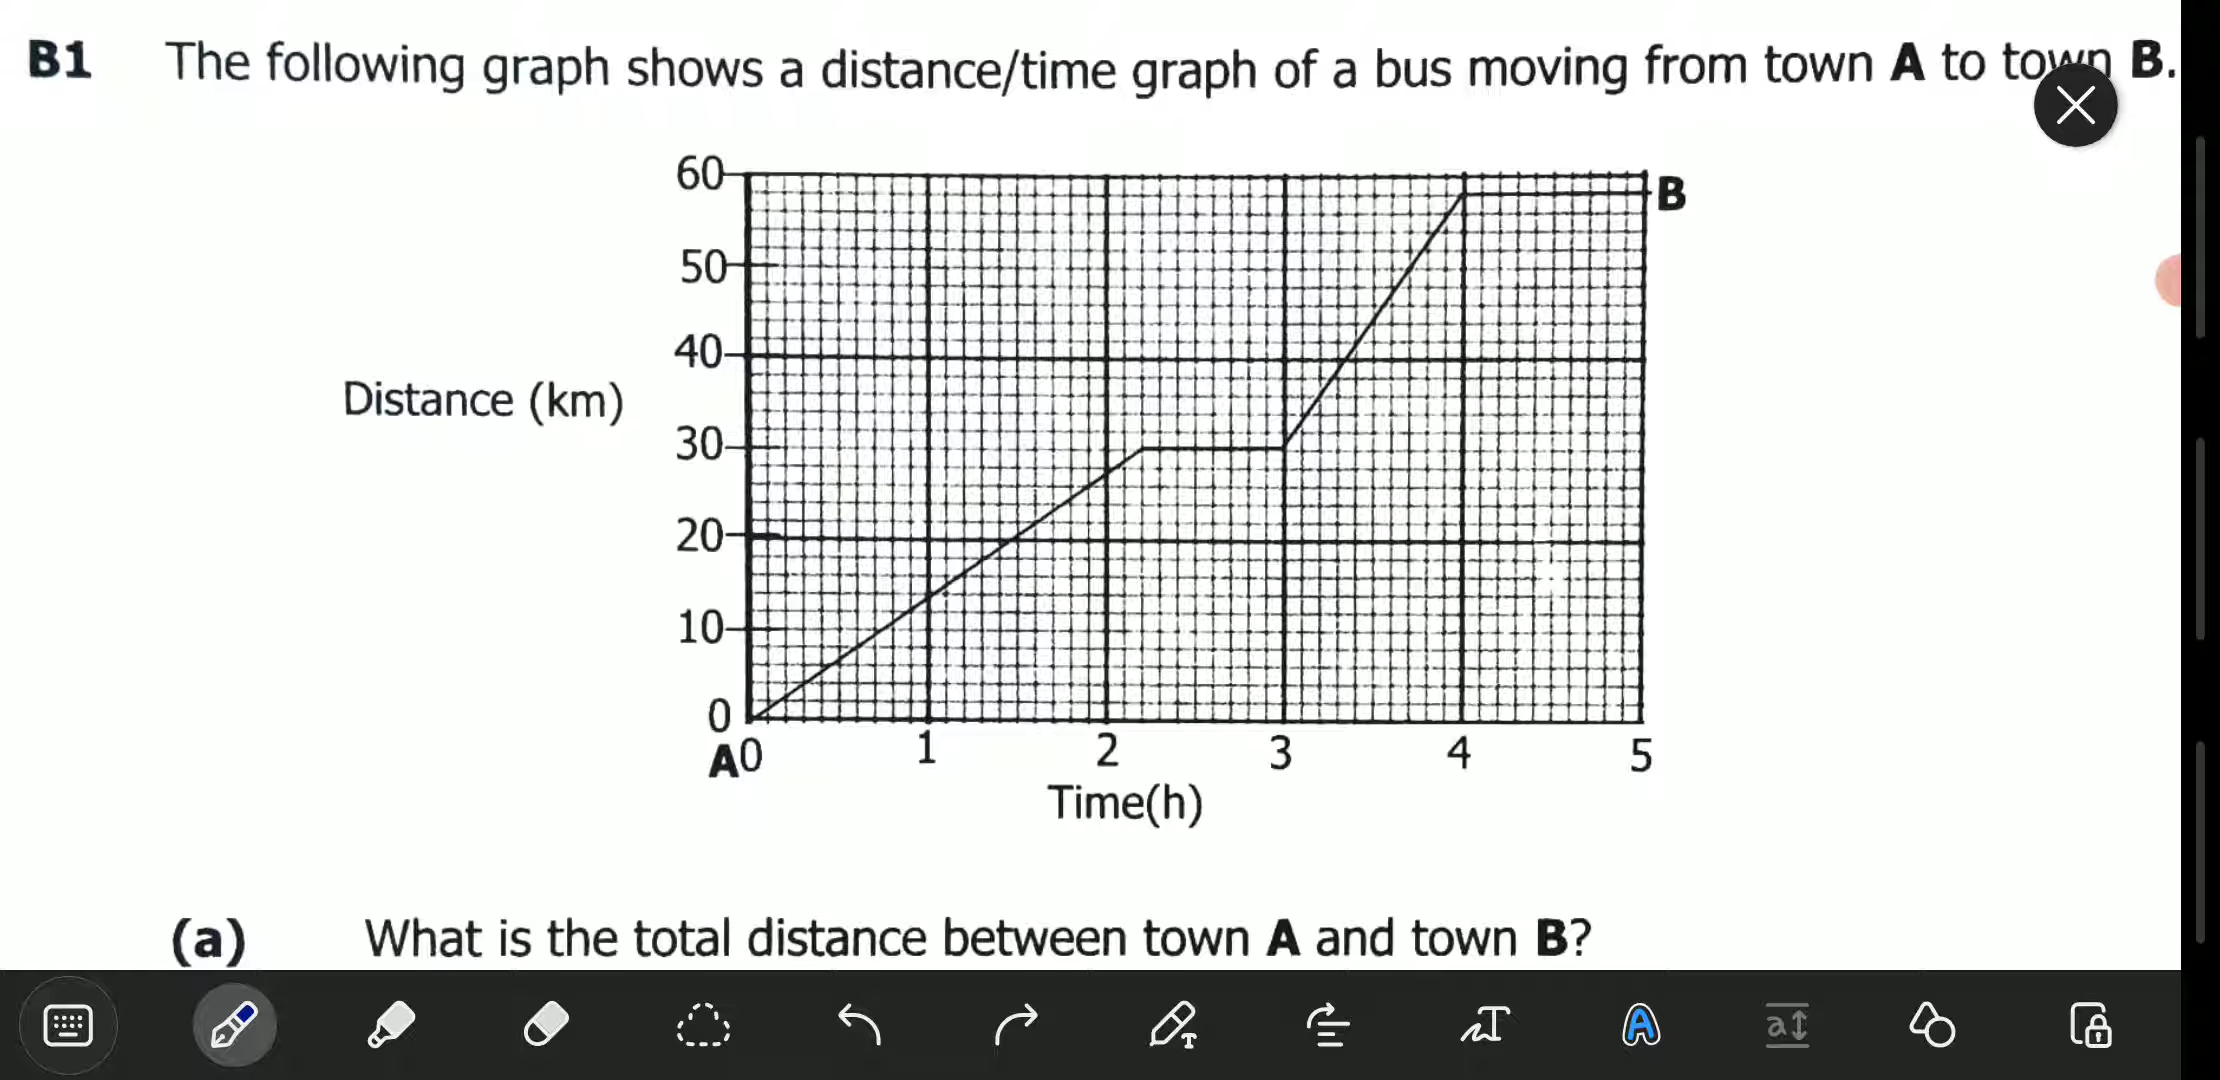 B1 The following graph shows a distance/time graph of a bus moving from town A to town B.
60
B
50
40
Distance (km)
30
20
10
0
A0 1 2 3 4 5
Time(h)
(a) What is the total distance between town A and town B?